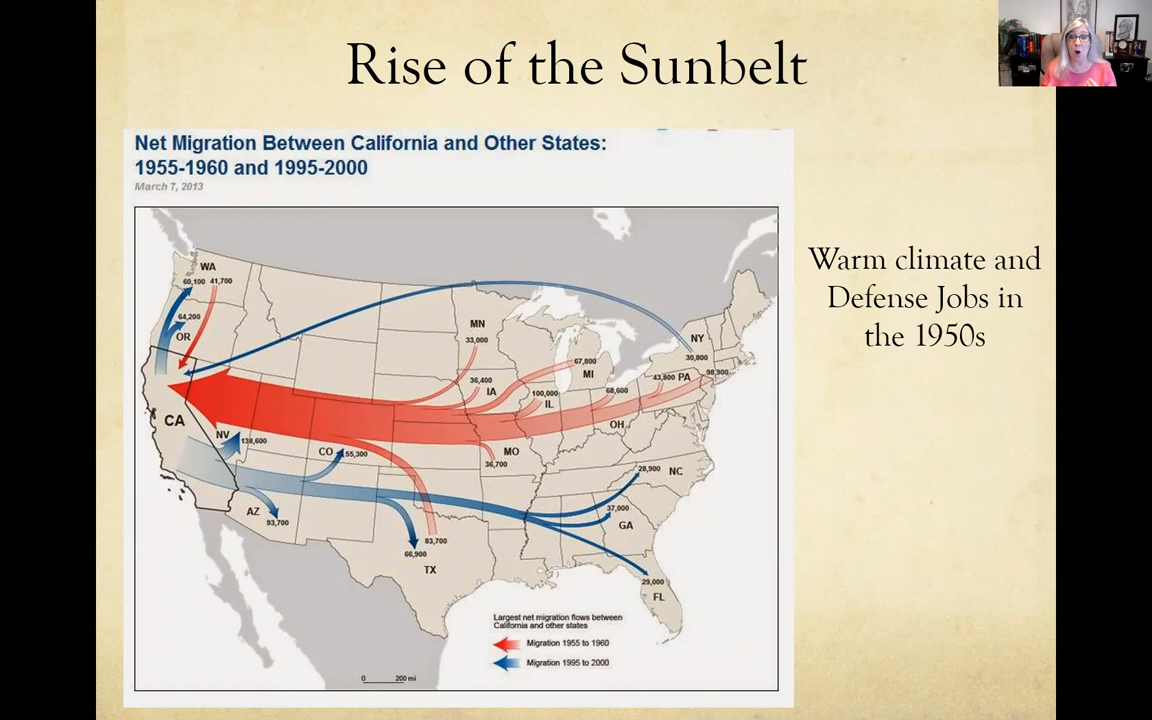 Rise of the Sunbelt
Net Migration Between California and Other States:
1955-1960 and 1995-2000
March 7, 2013
WA
60,100 41,700
64,200
OR
MN
33,000
NY
30,800
67,800
MI
36,400
IA
100,000
IL
68,600
43,800 PA
98,900
CA
OH
NV
138,600
CO
55,300
MO
36,700
28,900 NC
AZ
93,700
37,000
GA
83,700
66,900
TX
29,000
FL
Largest net migration flows between
California and other states
Migration 1955 to 1960
Migration 1995 to 2000
0 200 mi
Warm climate and
Defense Jobs in
the 1950s